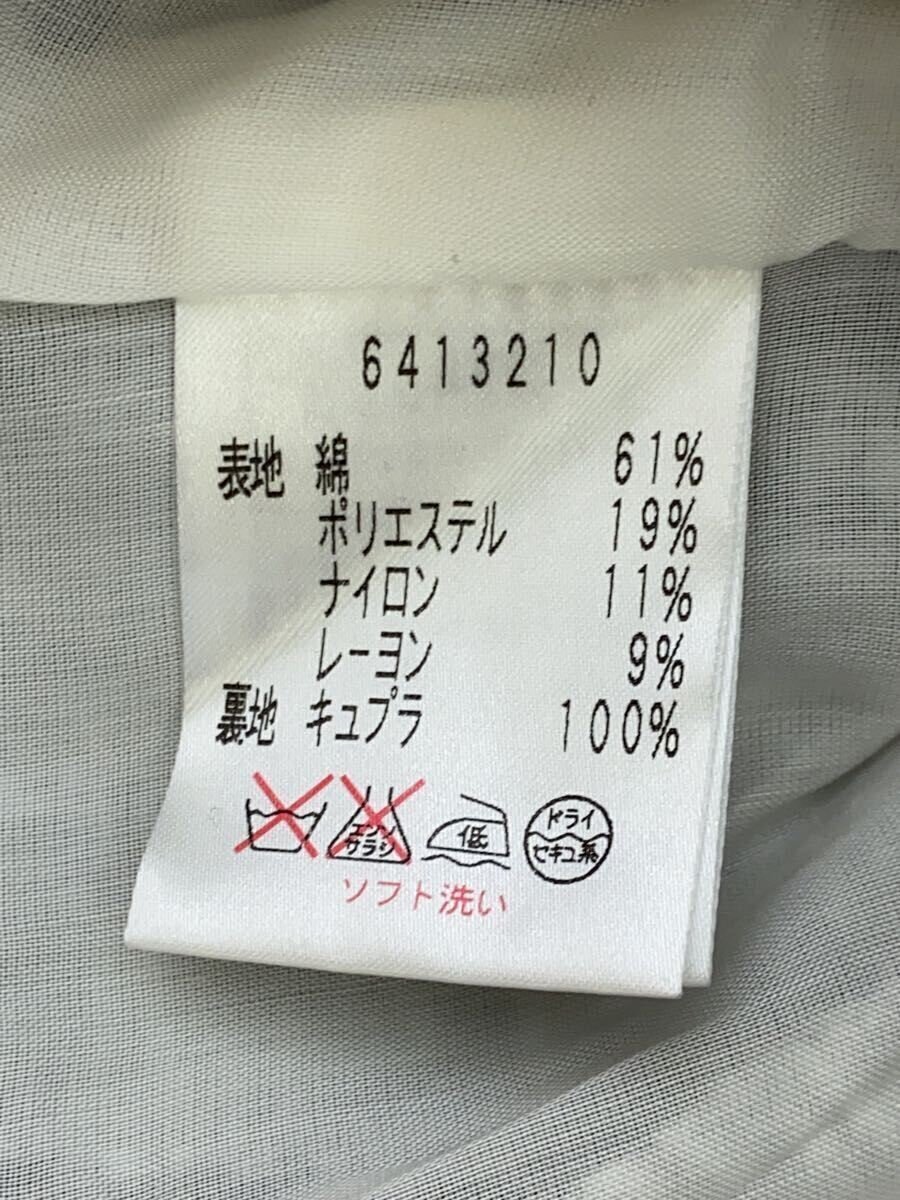 6413210
表地 綿 61%
ポリエステル 19%
ナイロン 11%
レーヨン 9%
裏地 キュプラ 100%
エンソ サラシ 低 ドライ セキユ系
ソフト洗い